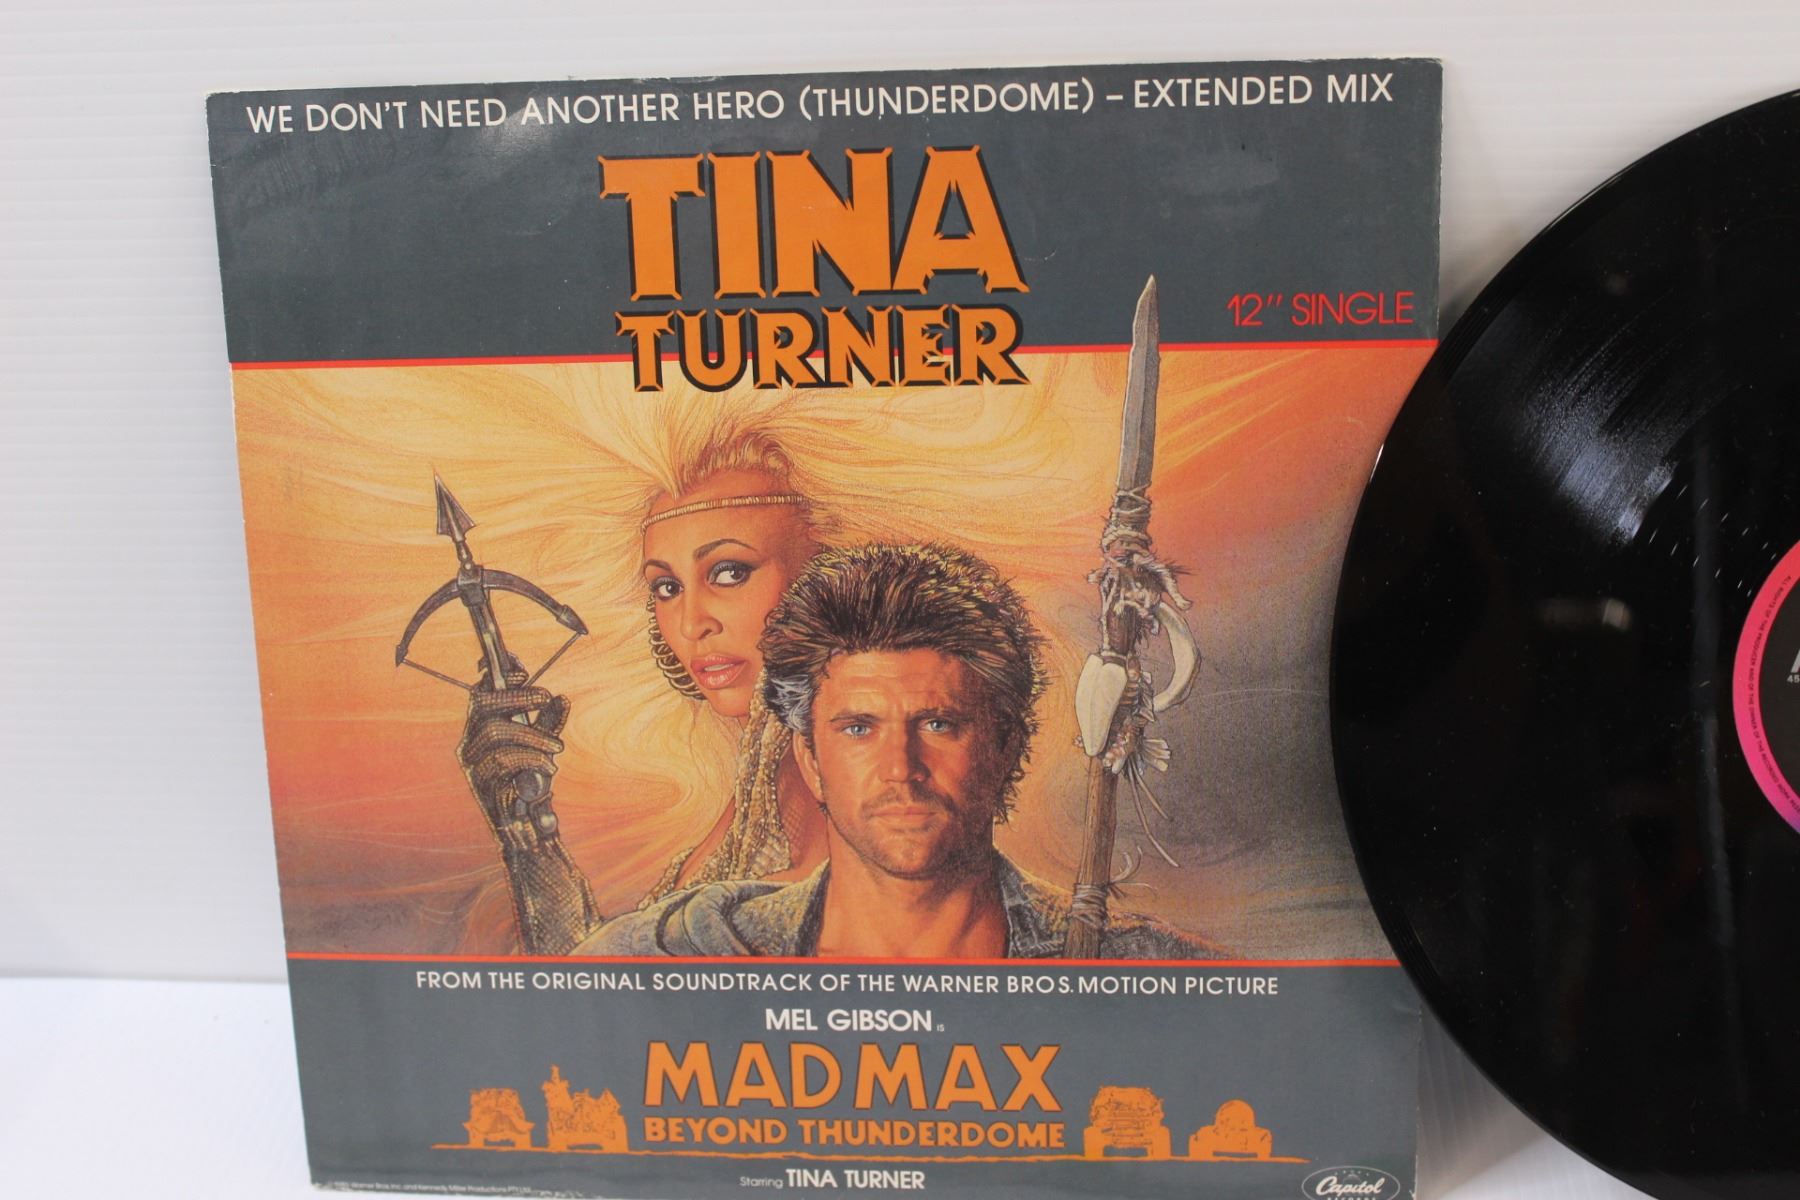 WE DON'T NEED ANOTHER HERO (THUNDERDOME) – EXTENDED MIX
TINA
TURNER
12" SINGLE
FROM THE ORIGINAL SOUNDTRACK OF THE WARNER BROS. MOTION PICTURE
MEL GIBSON IS
MAD MAX
BEYOND THUNDERDOME
Starring TINA TURNER
Capitol
45